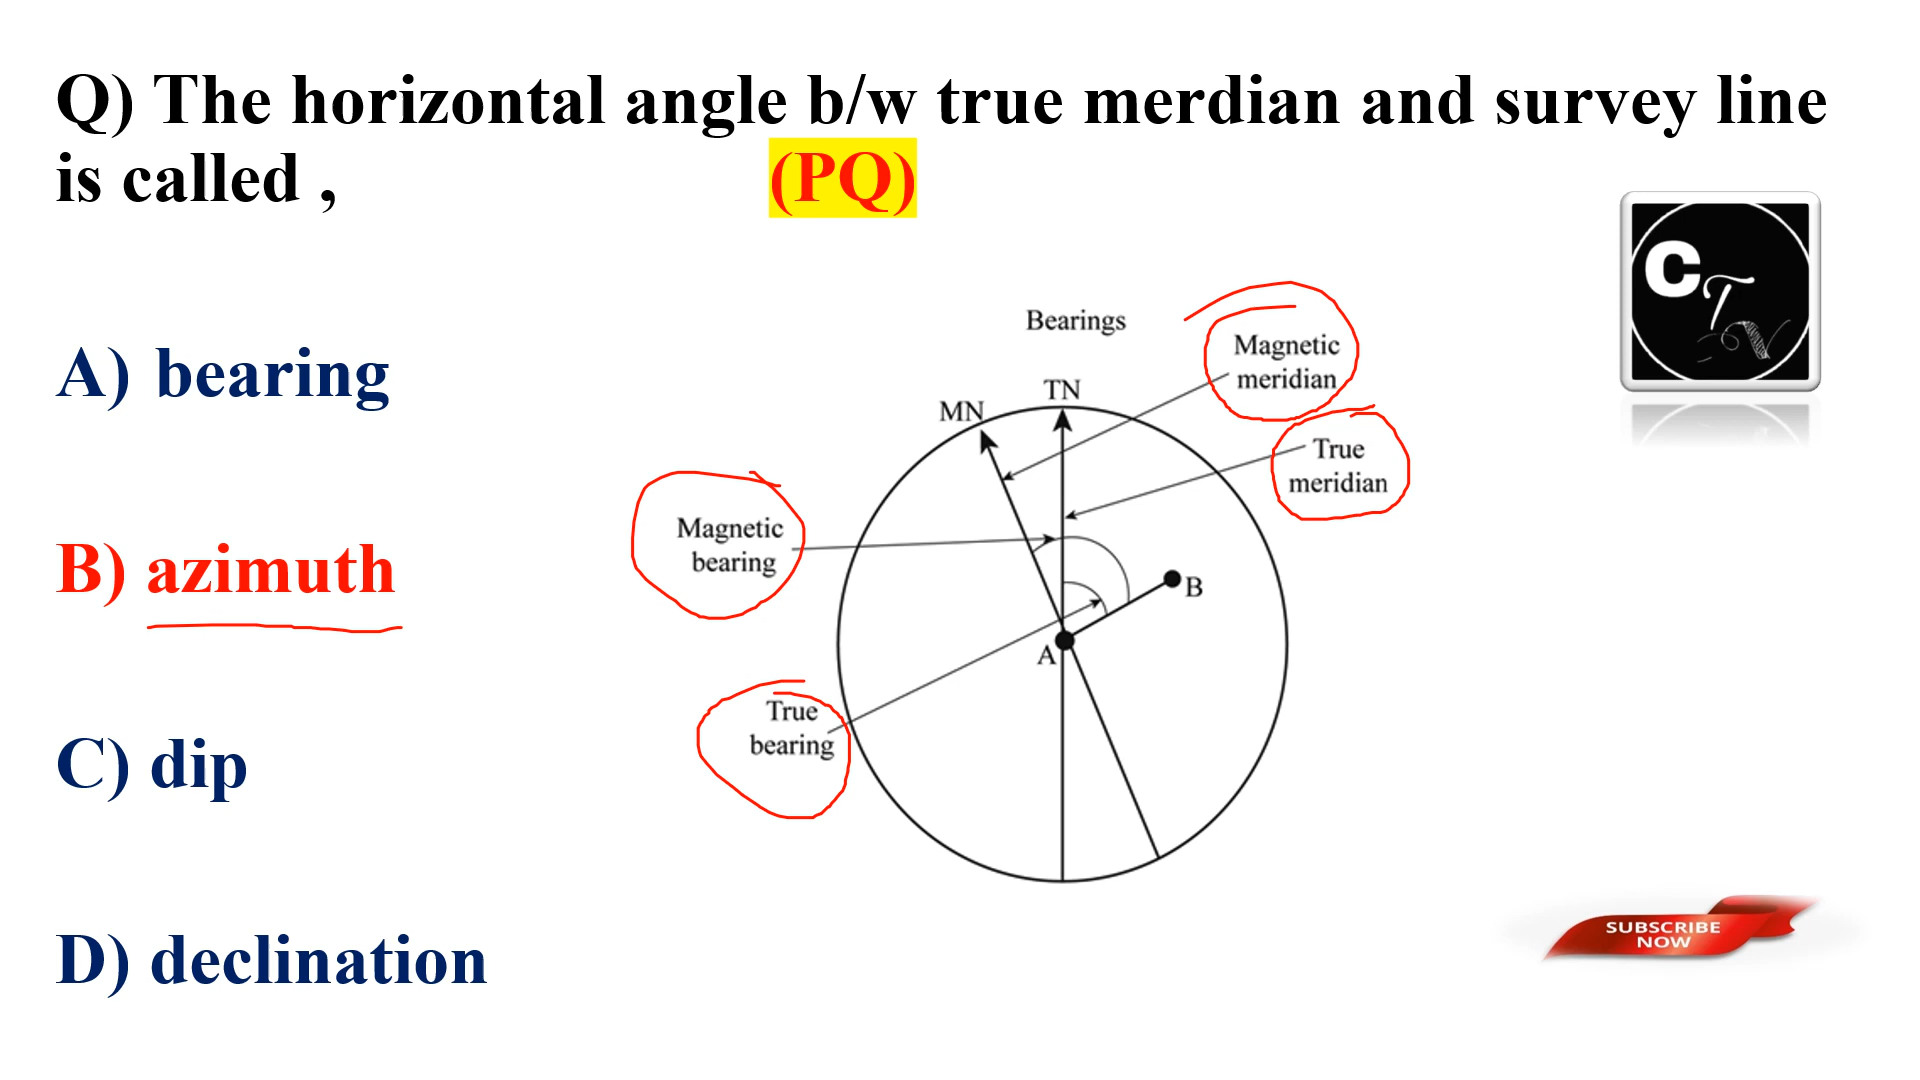 Q) The horizontal angle b/w true merdian and survey line
is called ,
(PQ)
C T
Bearings
Magnetic
meridian
TN
MN
True
meridian
A) bearing
Magnetic
bearing
B) azimuth
B
A
True
bearing
C) dip
SUBSCRIBE
NOW
D) declination